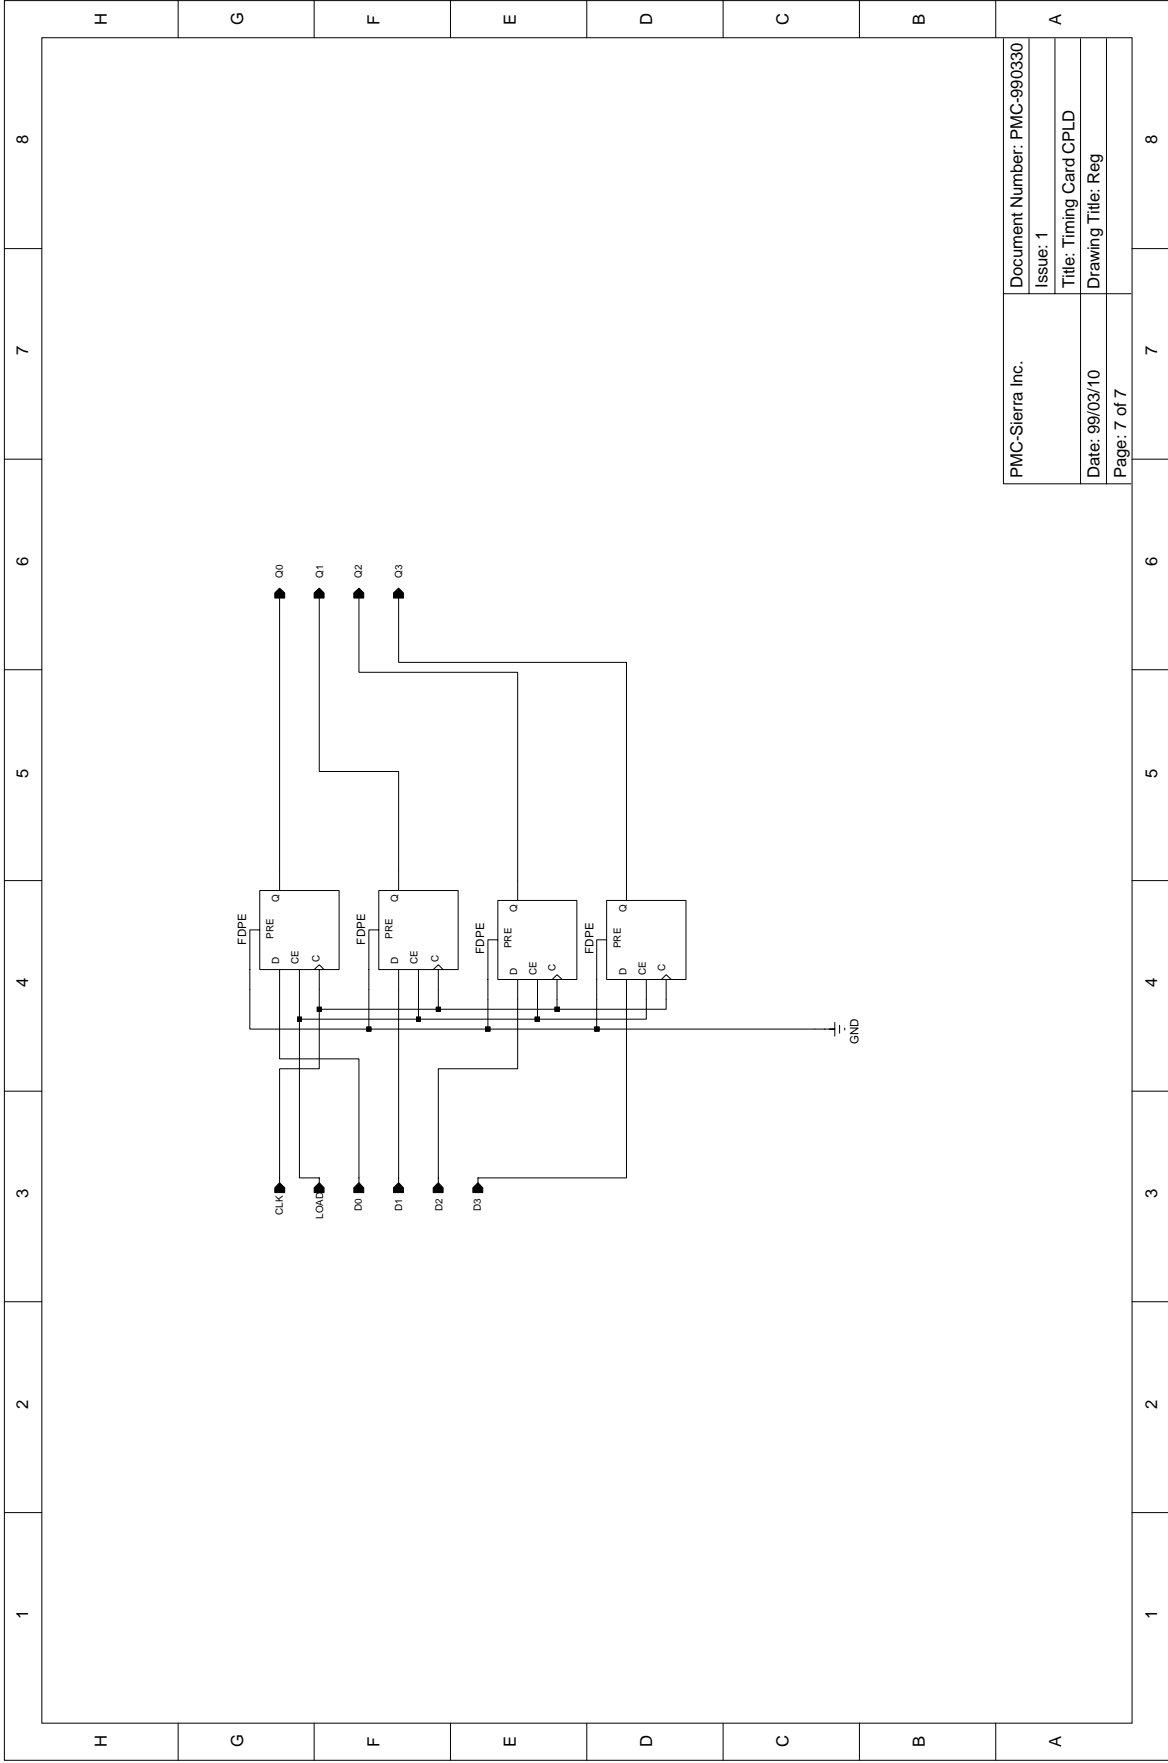 1
2
3
4
5
6
7
8
H
G
F
E
D
C
B
A
CLK
LOAD
D0
D1
D2
D3
FDPE
PRE
D
Q
CE
C
FDPE
PRE
D
Q
CE
C
FDPE
PRE
D
Q
CE
C
FDPE
PRE
D
Q
CE
C
Q0
Q1
Q2
Q3
GND
PMC-Sierra Inc.
Document Number: PMC-990330
Issue: 1
Title: Timing Card CPLD
Date: 99/03/10
Drawing Title: Reg
Page: 7 of 7
H
G
F
E
D
C
B
A
1
2
3
4
5
6
7
8